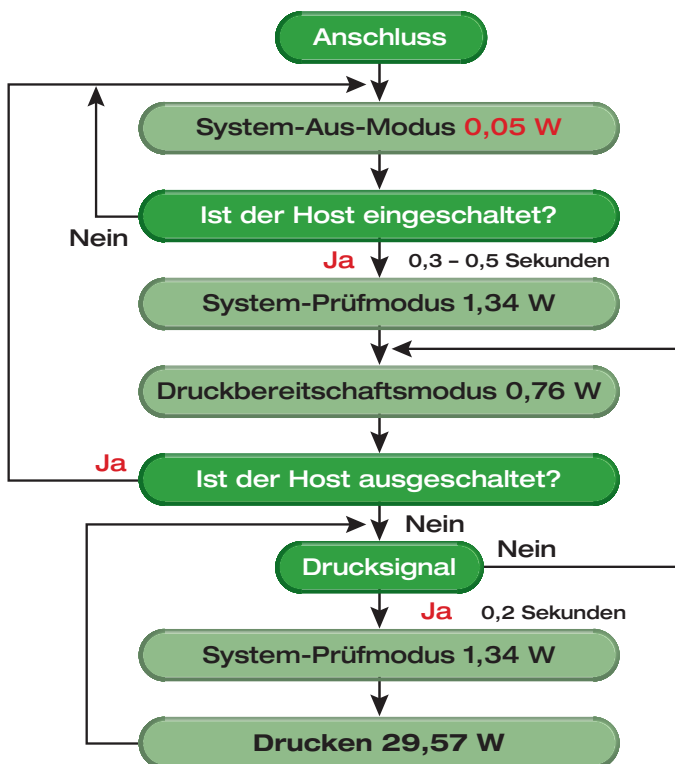 Anschluss
System-Aus-Modus 0,05 W
Ist der Host eingeschaltet?
Nein
Ja 0,3 – 0,5 Sekunden
System-Prüfmodus 1,34 W
Druckbereitschaftsmodus 0,76 W
Ja
Ist der Host ausgeschaltet?
Nein
Drucksignal
Nein
Ja 0,2 Sekunden
System-Prüfmodus 1,34 W
Drucken 29,57 W